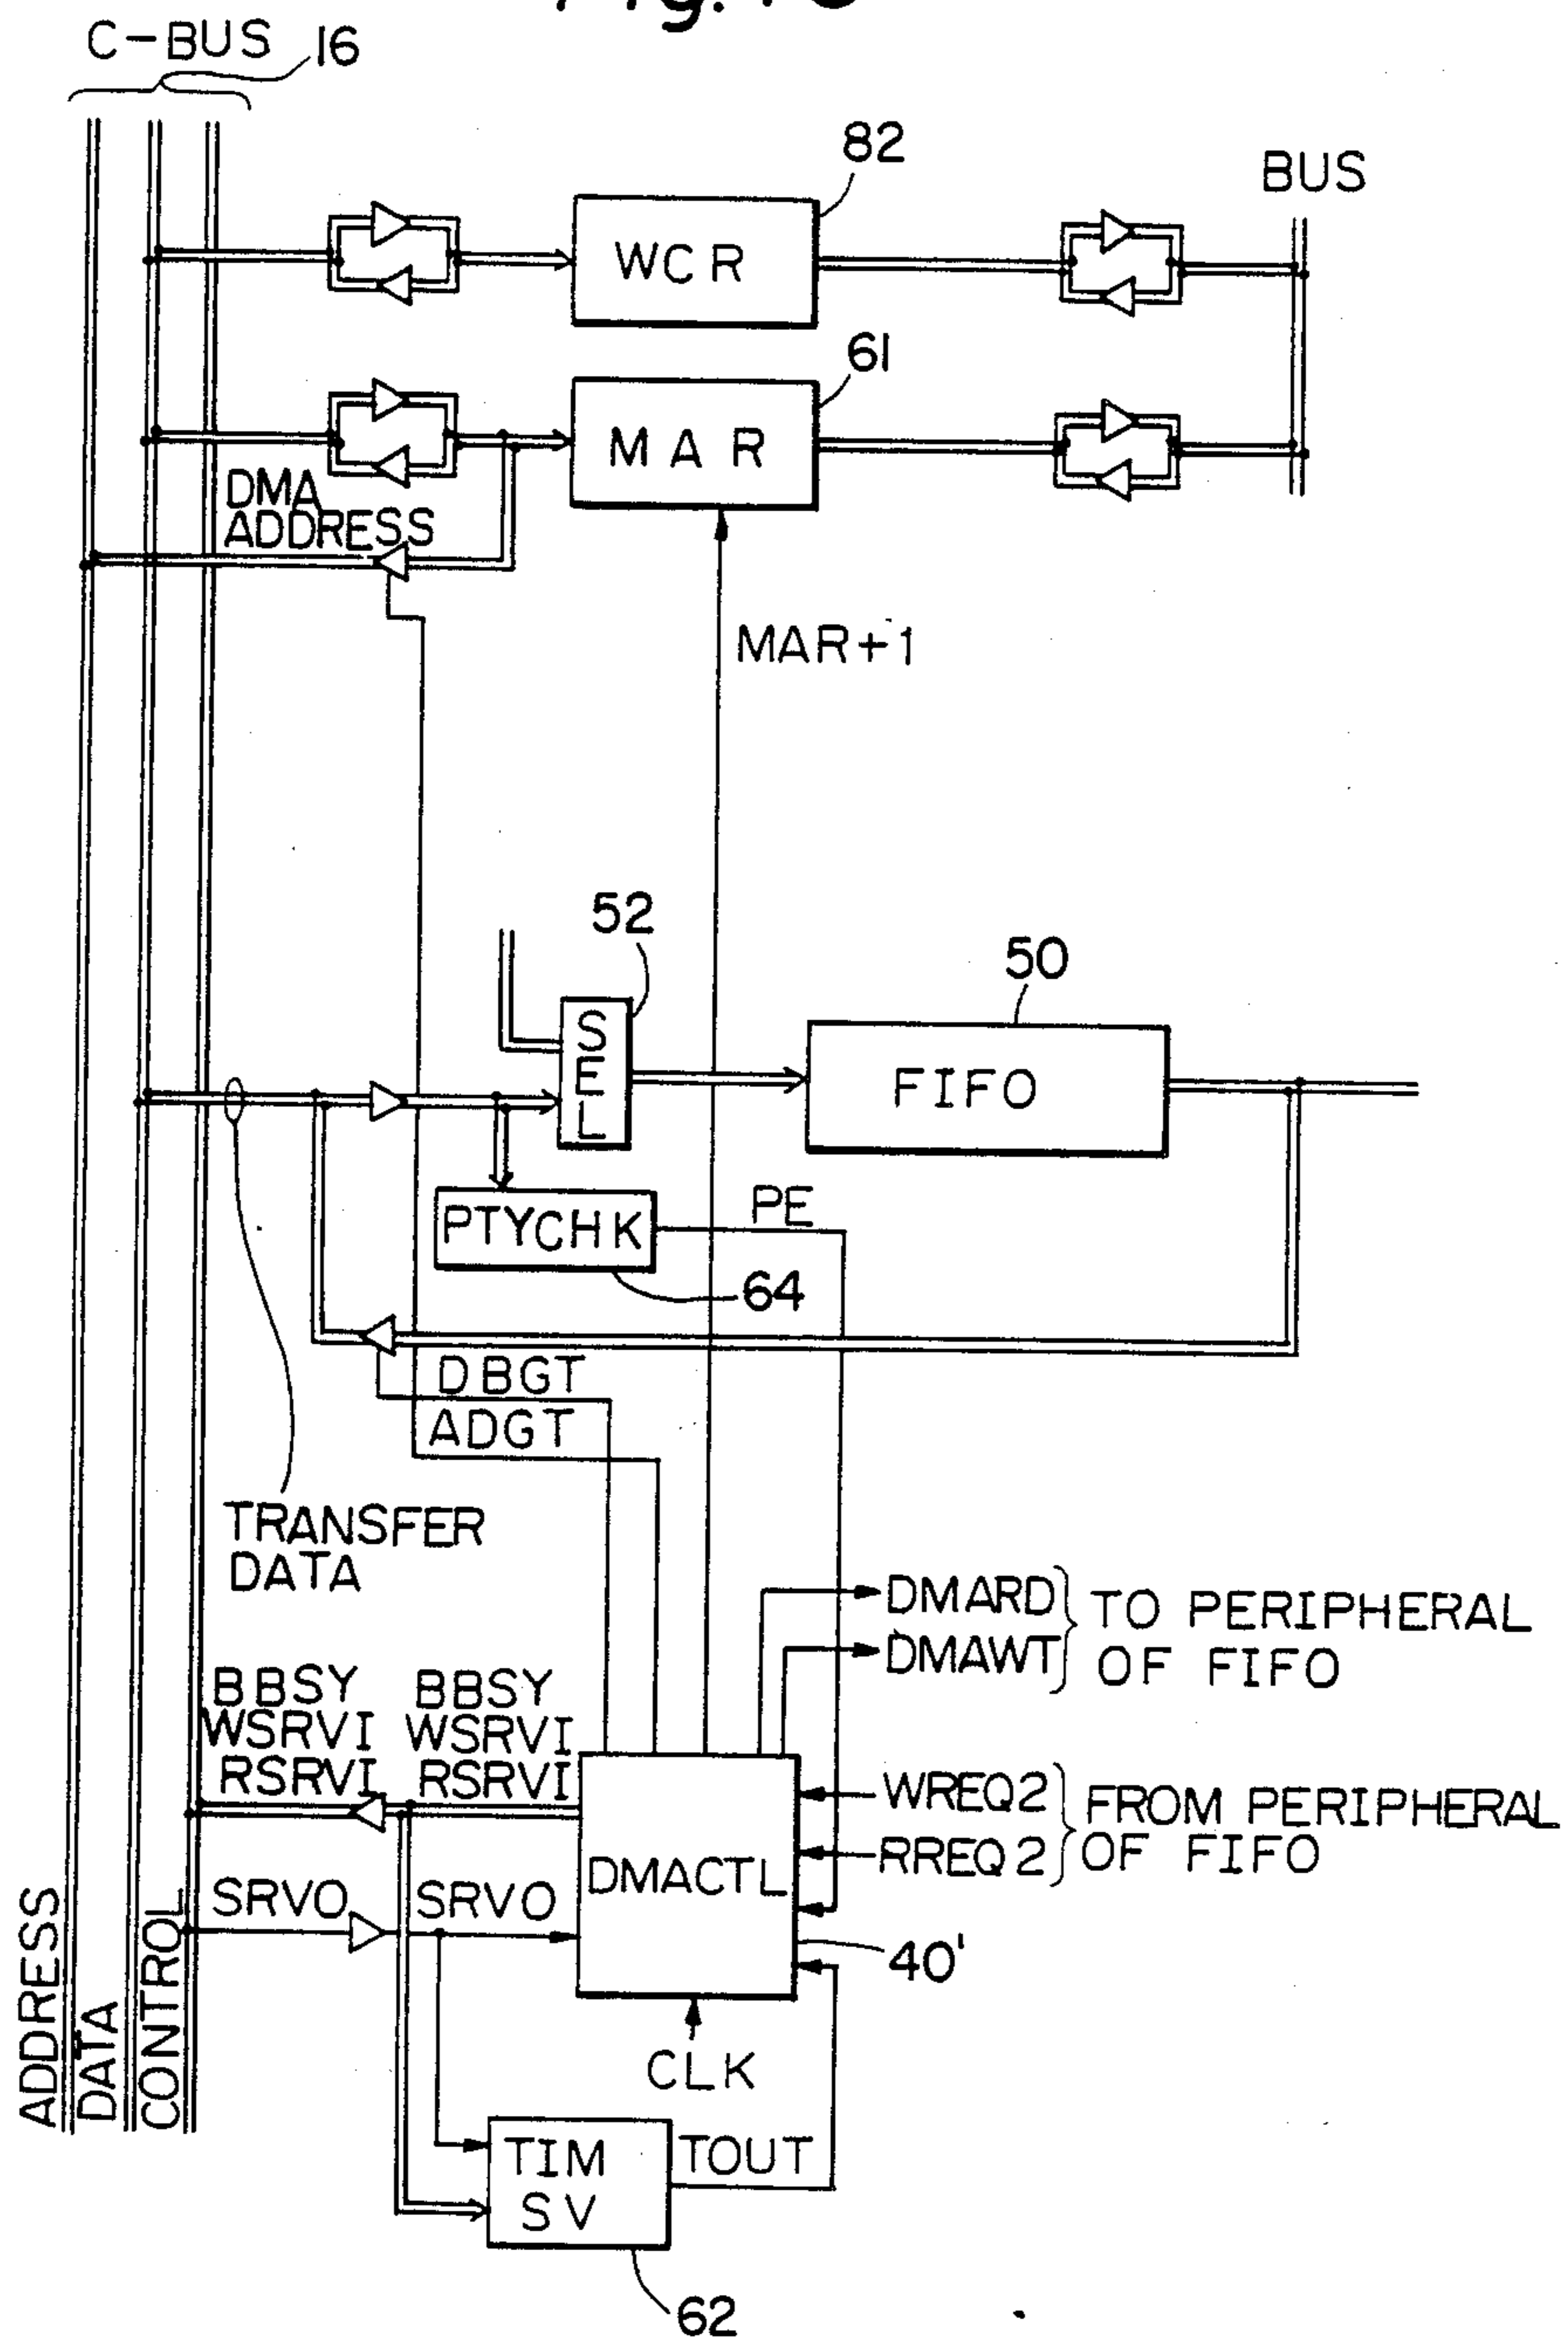 C-BUS 16
82
BUS
WCR
61
MAR
DMA
ADDRESS
MAR+1
52
50
SEL
FIFO
PTYCHK
PE
64
DBGT
ADGT
TRANSFER
DATA
DMARD
DMAWT
TO PERIPHERAL
OF FIFO
BBSY
WSRVI
RSRVI
BBSY
WSRVI
RSRVI
WREQ2
RREQ2
FROM PERIPHERAL
OF FIFO
DMACTL
SRVO
SRVO
40'
ADDRESS
DATA
CONTROL
CLK
TIM
SV
TOUT
62